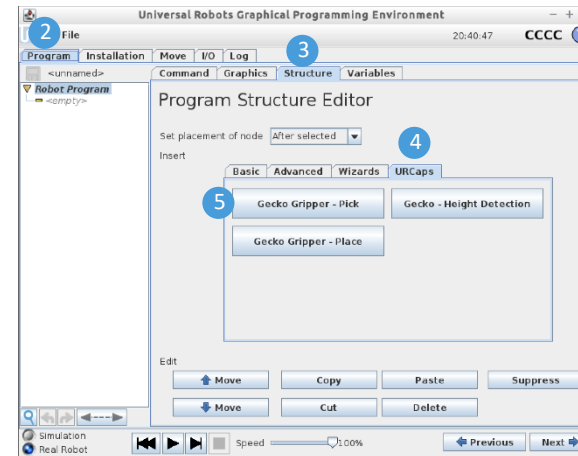 Universal Robots Graphical Programming Environment
2 File 20:40:47 CCCC
Program Installation Move I/O Log 3
<unnamed> Command Graphics Structure Variables
Robot Program
<empty>
Program Structure Editor
Set placement of node After selected 4
Insert
Basic Advanced Wizards URCaps
5 Gecko Gripper - Pick Gecko - Height Detection
Gecko Gripper - Place
Edit
Move Copy Paste Suppress
Move Cut Delete
Simulation
Real Robot Speed 100% Previous Next